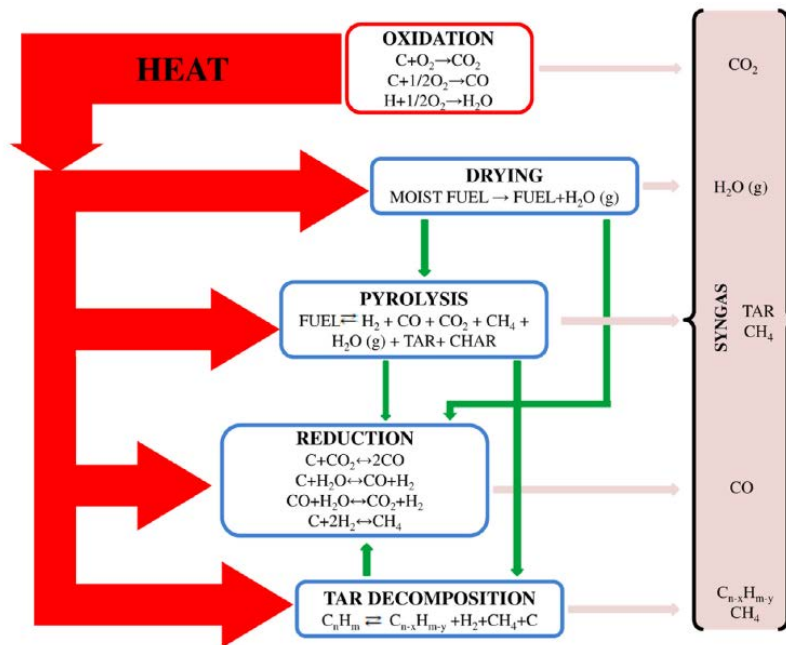 HEAT
OXIDATION
C+O₂→CO₂
C+1/2O₂→CO
H+1/2O₂→H₂O
CO₂
DRYING
MOIST FUEL → FUEL+H₂O (g)
H₂O (g)
PYROLYSIS
FUEL⇄ H₂ + CO + CO₂ + CH₄ +
H₂O (g) + TAR+ CHAR
SYNGAS
TAR
CH₄
REDUCTION
C+CO₂↔2CO
C+H₂O↔CO+H₂
CO+H₂O↔CO₂+H₂
C+2H₂↔CH₄
CO
TAR DECOMPOSITION
CₙHₘ ⇄ Cₙ₋ₓHₘ₋y +H₂+CH₄+C
Cₙ₋ₓHₘ₋y
CH₄